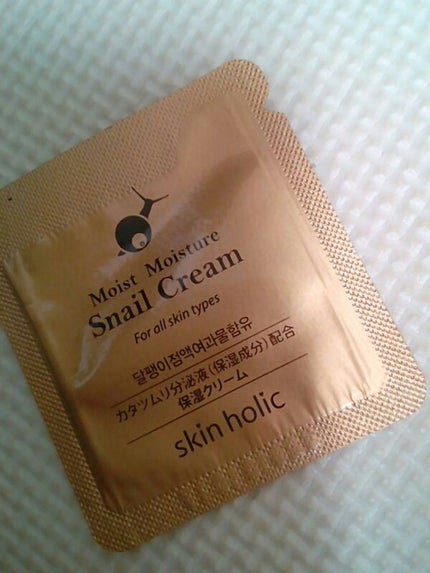 Moist Moisture
Snail Cream
For all skin types
달팽이점액여과물함유
カタツムリ分泌液(保湿成分)配合
保湿クリーム
skin holic